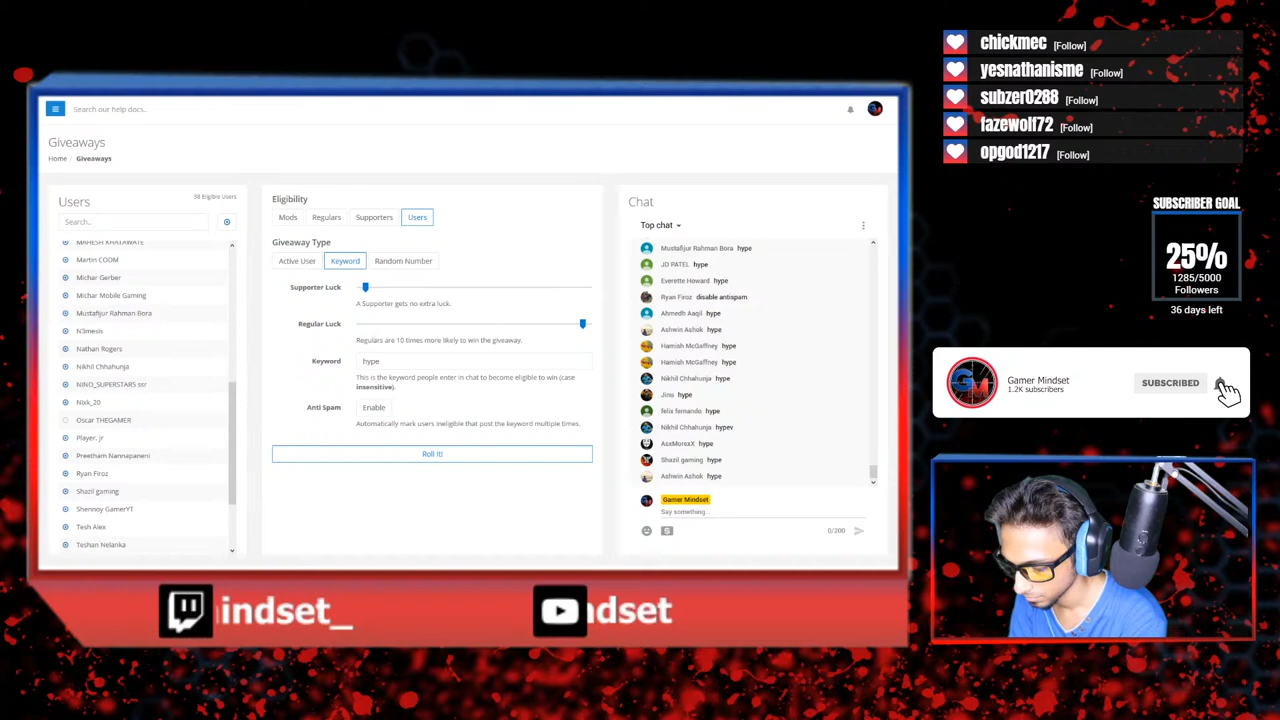 Search our help docs..
Giveaways
Home / Giveaways
Users
38 Eligible Users
Search..
MAHESH KHATAWATE
Martin CODM
Michar Gerber
Michar Mobile Gaming
Mustafijur Rahman Bora
N3mesis
Nathan Rogers
Nikhil Chhahunja
NINO_SUPERSTARS ssr
Nixk_20
Oscar THEGAMER
Player. jr
Preetham Nannapaneni
Ryan Firoz
Shazil gaming
Shennoy GamerYT
Tesh Alex
Teshan Nelanka
Eligibility
Mods Regulars Supporters Users
Giveaway Type
Active User Keyword Random Number
Supporter Luck
A Supporter gets no extra luck.
Regular Luck
Regulars are 10 times more likely to win the giveaway.
Keyword hype
This is the keyword people enter in chat to become eligible to win (case
insensitive).
Anti Spam Enable
Automatically mark users ineligible that post the keyword multiple times.
Roll It!
Chat
Top chat
Mustafijur Rahman Bora hype
JD PATEL hype
Everette Howard hype
Ryan Firoz disable antispam
Ahmedh Aaqil hype
Ashwin Ashok hype
Hamish McGaffney hype
Hamish McGaffney hype
Nikhil Chhahunja hype
Jinu hype
felix fernando hype
Nikhil Chhahunja hypev
AsxMorexX hype
Shazil gaming hype
Ashwin Ashok hype
Gamer Mindset
Say something...
0/200
chickmec [Follow]
yesnathanisme [Follow]
subzer0288 [Follow]
fazewolf72 [Follow]
opgod1217 [Follow]
SUBSCRIBER GOAL
25%
1285/5000
Followers
36 days left
GM
Gamer Mindset
1.2K subscribers
SUBSCRIBED
indset_
ndset